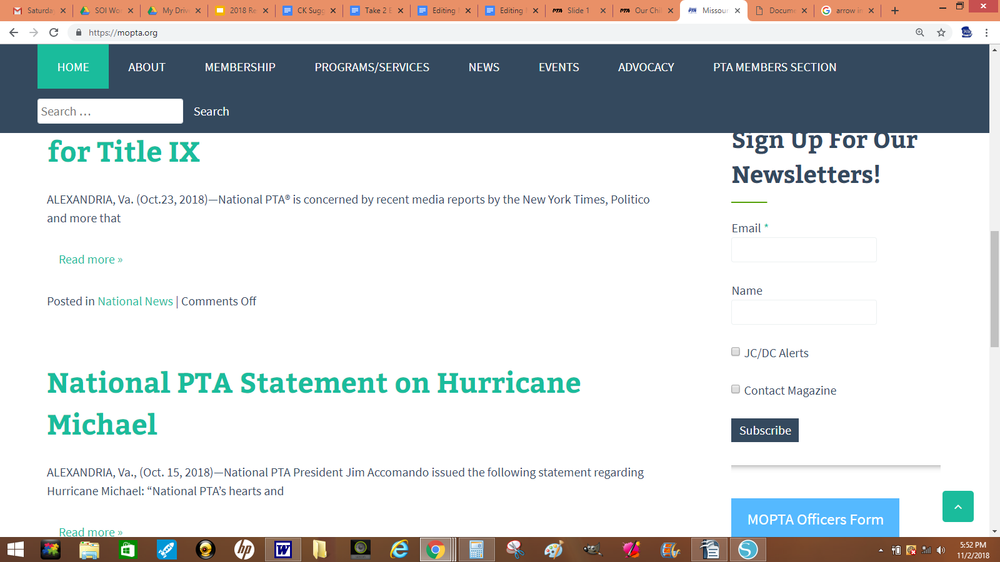 Saturda
SOI Wo
My Driv
2018 Re
CK Sugg
Take 2 E
Editing
Editing
PTA Slide 1
PTA Our Chil
PTA Missour
Docume
arrow in
https://mopta.org
HOME
ABOUT
MEMBERSHIP
PROGRAMS/SERVICES
NEWS
EVENTS
ADVOCACY
PTA MEMBERS SECTION
Search …
Search
for Title IX
ALEXANDRIA, Va. (Oct.23, 2018)—National PTA® is concerned by recent media reports by the New York Times, Politico
and more that
Read more »
Posted in National News | Comments Off
National PTA Statement on Hurricane
Michael
ALEXANDRIA, Va., (Oct. 15, 2018)—National PTA President Jim Accomando issued the following statement regarding
Hurricane Michael: “National PTA’s hearts and
Read more »
Sign Up For Our
Newsletters!
Email *
Name
JC/DC Alerts
Contact Magazine
Subscribe
MOPTA Officers Form
hp
W
S
5:52 PM
11/2/2018